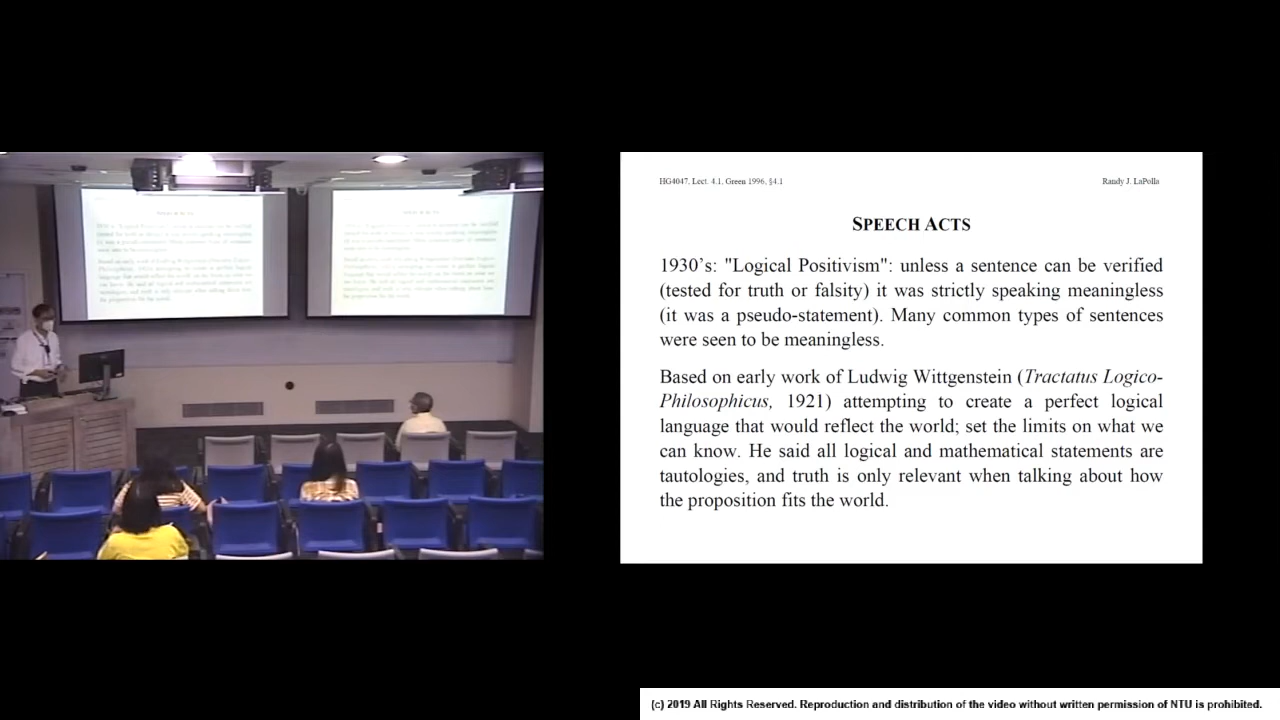 HG4047, Lect. 4.1, Green 1996, §4.1
Randy J. LaPolla
SPEECH ACTS
1930’s: "Logical Positivism": unless a sentence can be verified
(tested for truth or falsity) it was strictly speaking meaningless
(it was a pseudo-statement). Many common types of sentences
were seen to be meaningless.
Based on early work of Ludwig Wittgenstein (Tractatus Logico-
Philosophicus, 1921) attempting to create a perfect logical
language that would reflect the world; set the limits on what we
can know. He said all logical and mathematical statements are
tautologies, and truth is only relevant when talking about how
the proposition fits the world.
(c) 2019 All Rights Reserved. Reproduction and distribution of the video without written permission of NTU is prohibited.